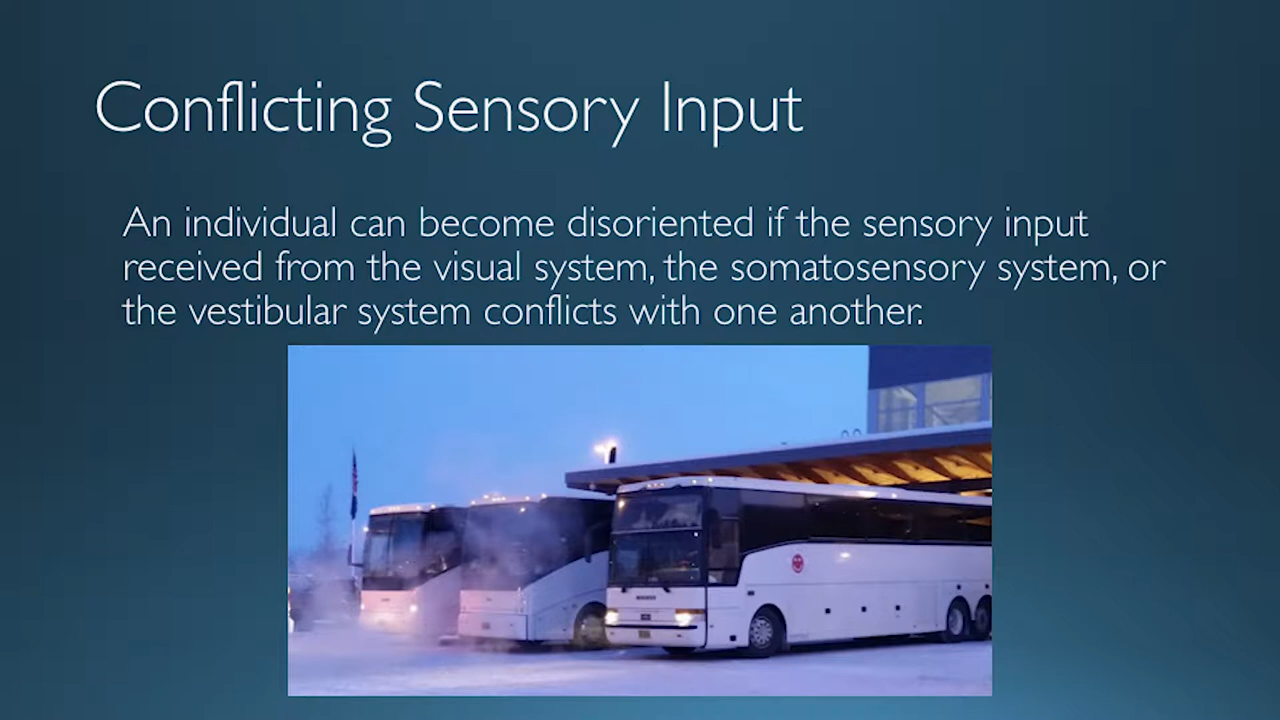 Conflicting Sensory Input
An individual can become disoriented if the sensory input
received from the visual system, the somatosensory system, or
the vestibular system conflicts with one another.